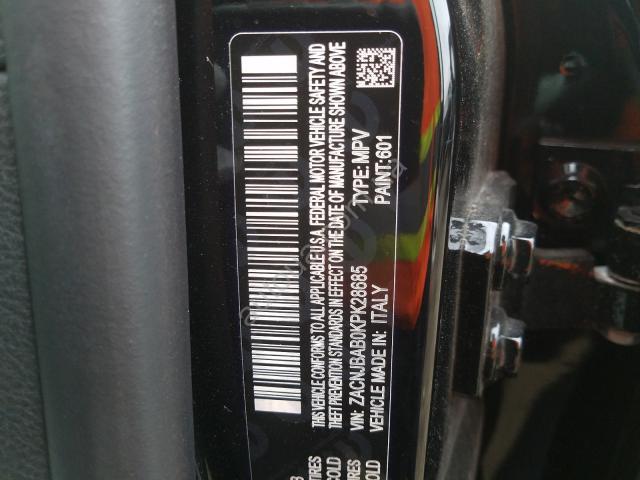 THIS VEHICLE CONFORMS TO ALL APPLICABLE U.S.A. FEDERAL MOTOR VEHICLE SAFETY AND
THEFT PREVENTION STANDARDS IN EFFECT ON THE DATE OF MANUFACTURE SHOWN ABOVE
VIN: ZACNJBAB0KPK28685 TYPE: MPV
VEHICLE MADE IN: ITALY PAINT: 601